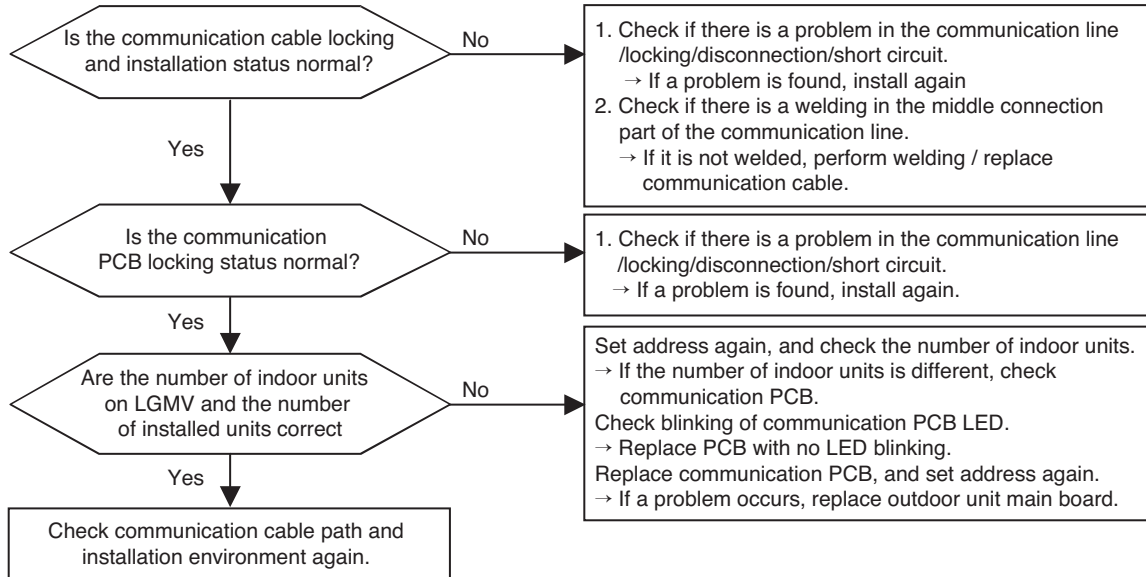 Is the communication cable locking
and installation status normal?
No
1. Check if there is a problem in the communication line
/locking/disconnection/short circuit.
→ If a problem is found, install again
2. Check if there is a welding in the middle connection
part of the communication line.
→ If it is not welded, perform welding / replace
communication cable.
Yes
Is the communication
PCB locking status normal?
No
1. Check if there is a problem in the communication line
/locking/disconnection/short circuit.
→ If a problem is found, install again.
Yes
Are the number of indoor units
on LGMV and the number
of installed units correct
No
Set address again, and check the number of indoor units.
→ If the number of indoor units is different, check
communication PCB.
Check blinking of communication PCB LED.
→ Replace PCB with no LED blinking.
Replace communication PCB, and set address again.
→ If a problem occurs, replace outdoor unit main board.
Yes
Check communication cable path and
installation environment again.